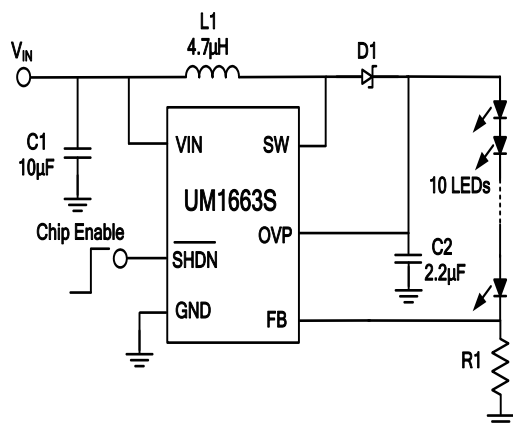 L1
4.7µH
D1
VIN
C1
10µF
VIN
SW
UM1663S
10 LEDs
Chip Enable
OVP
SHDN
C2
2.2µF
GND
FB
R1